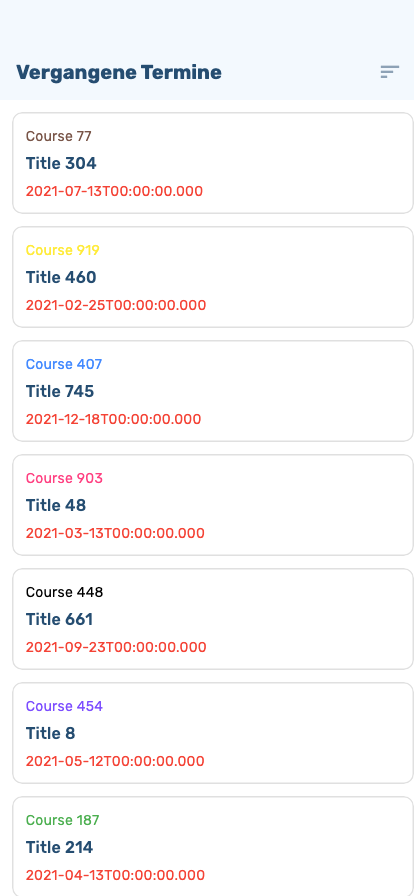 Vergangene Termine
Course 77
Title 304
2021-07-13T00:00:00.000
Course 919
Title 460
2021-02-25T00:00:00.000
Course 407
Title 745
2021-12-18T00:00:00.000
Course 903
Title 48
2021-03-13T00:00:00.000
Course 448
Title 661
2021-09-23T00:00:00.000
Course 454
Title 8
2021-05-12T00:00:00.000
Course 187
Title 214
2021-04-13T00:00:00.000